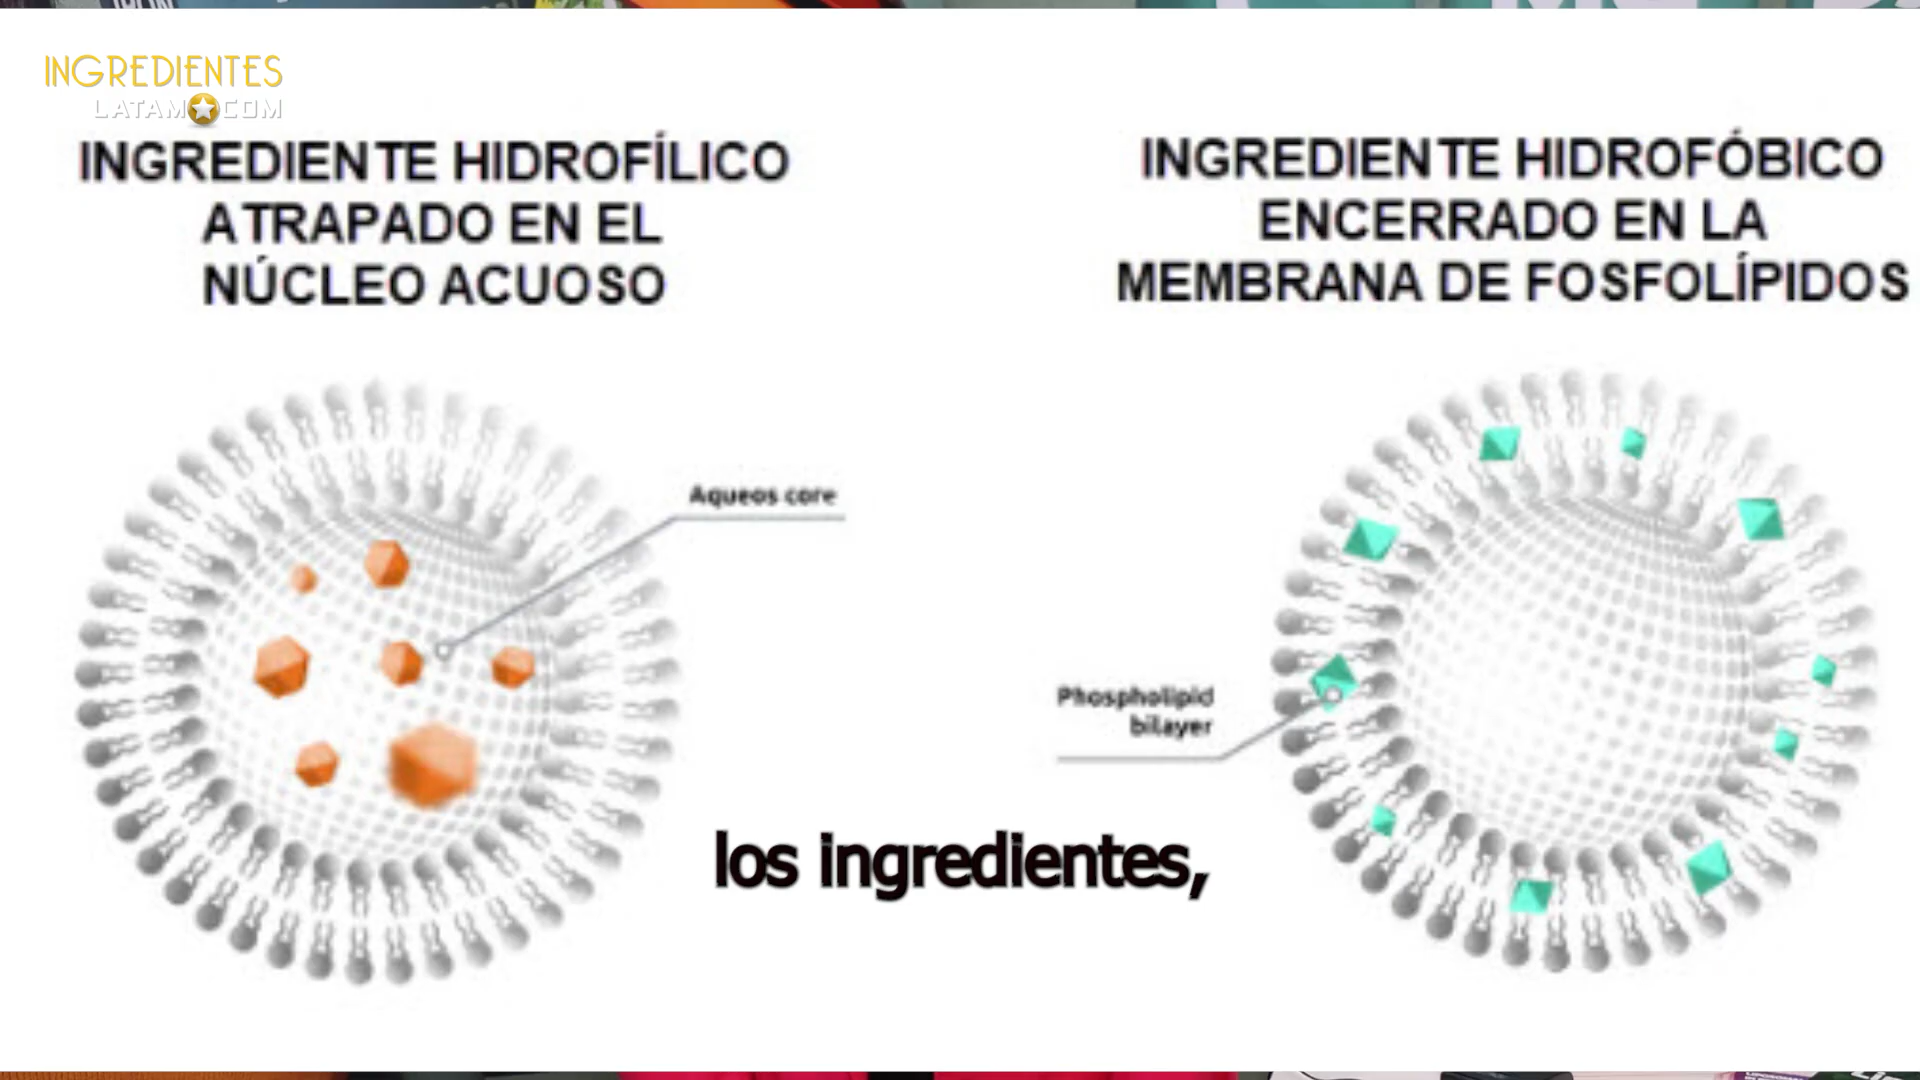 INGREDIENTES
LATAM COM
INGREDIENTE HIDROFÍLICO
ATRAPADO EN EL
NÚCLEO ACUOSO
INGREDIENTE HIDROFÓBICO
ENCERRADO EN LA
MEMBRANA DE FOSFOLÍPIDOS
Aqueos core
Phospholipid
bilayer
los ingredientes,